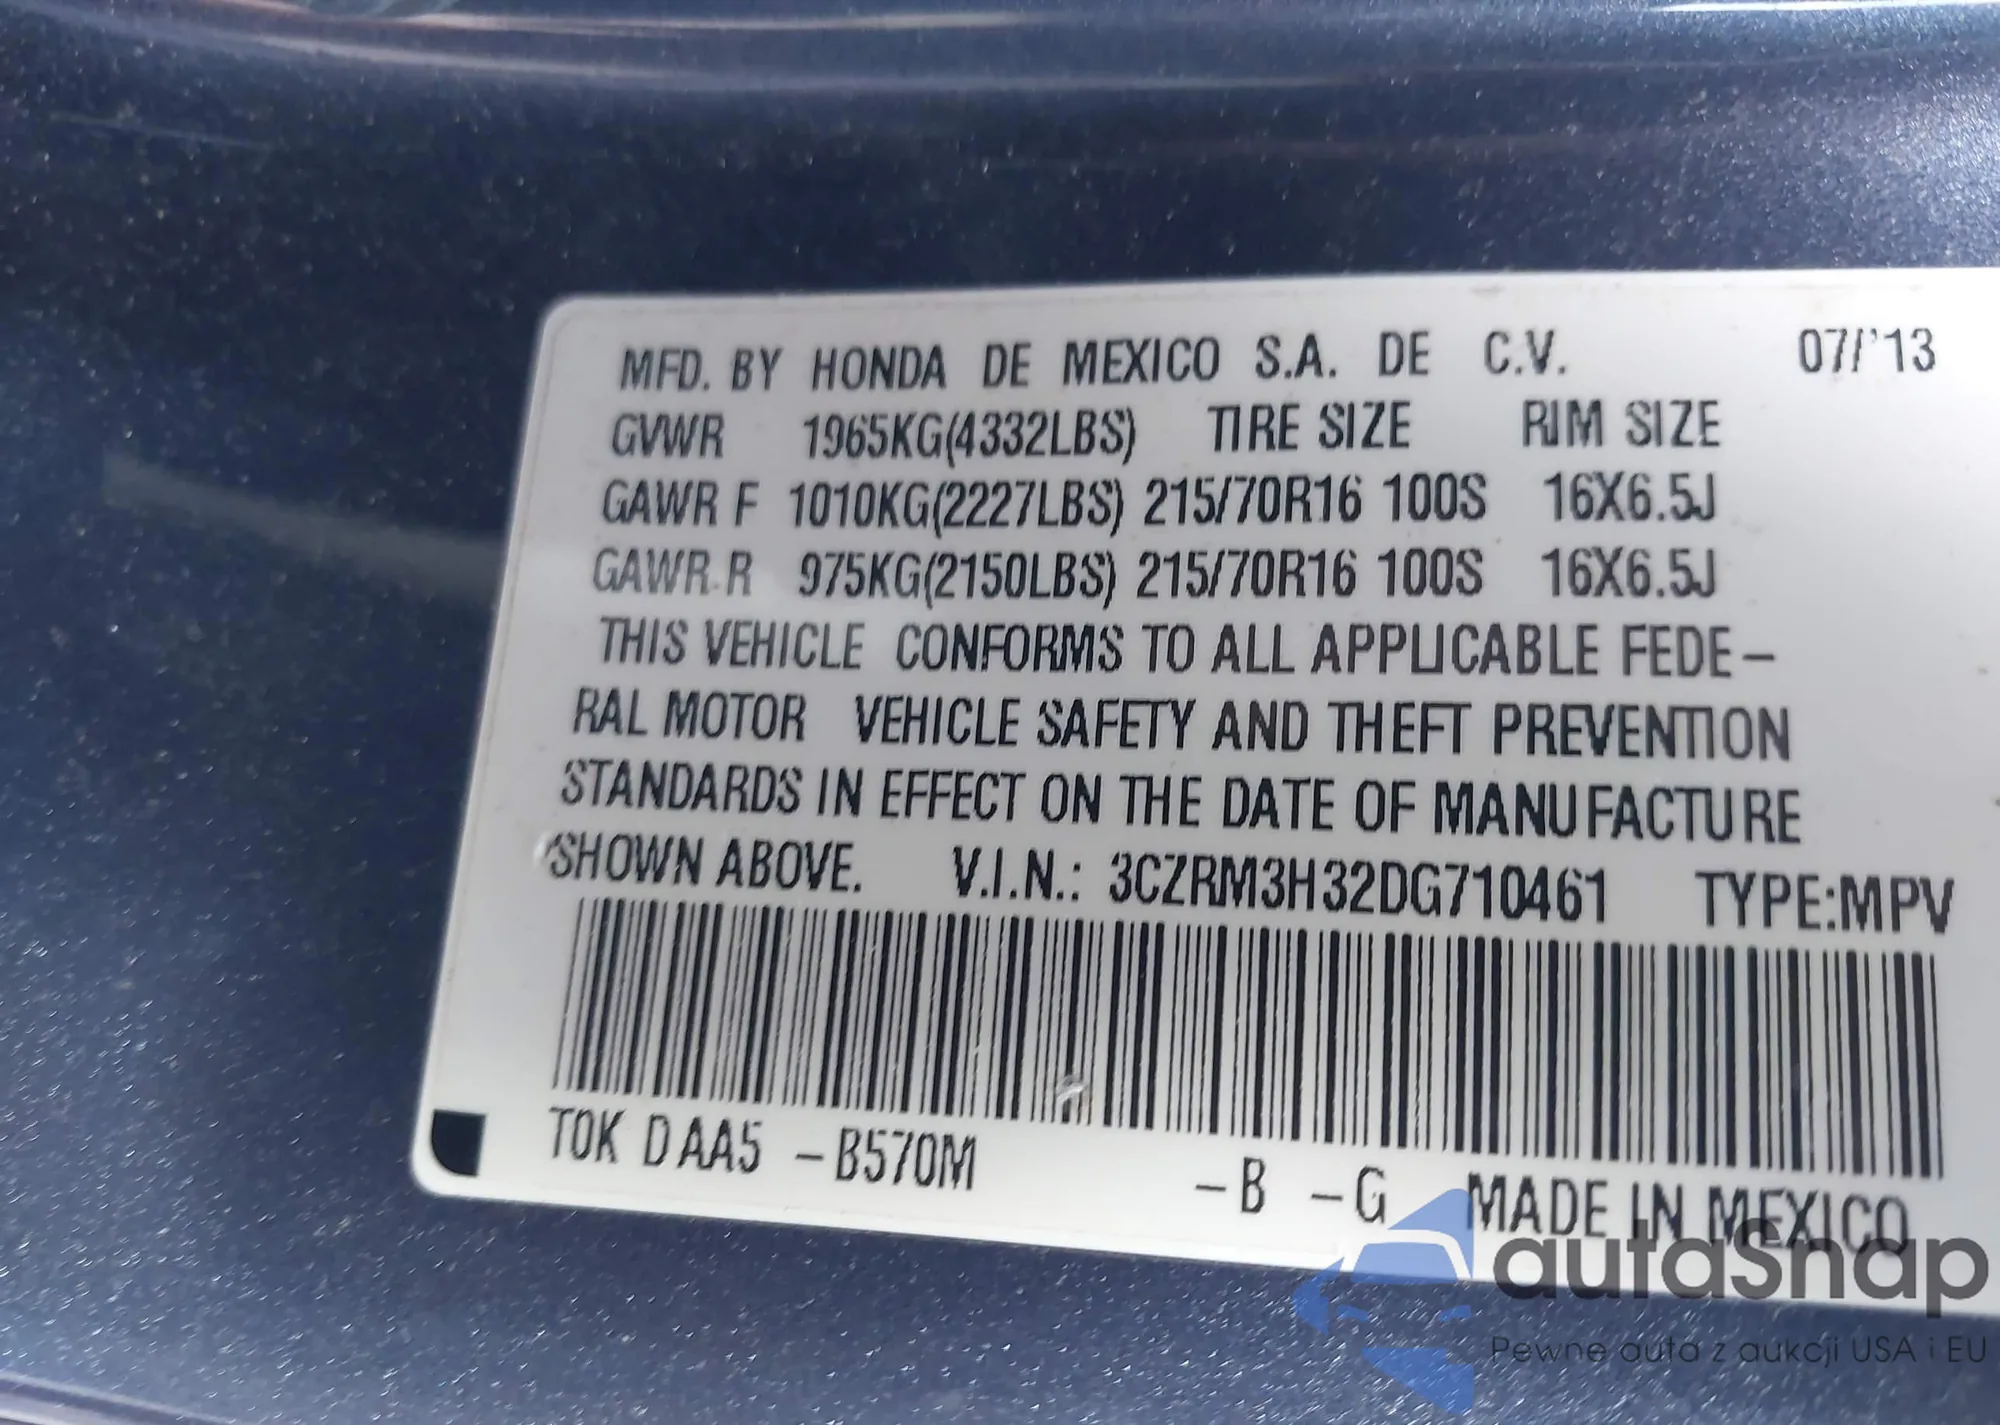 MFD. BY HONDA DE MEXICO S.A. DE C.V. 07/'13
GVWR 1965KG(4332LBS) TIRE SIZE RIM SIZE
GAWR F 1010KG(2227LBS) 215/70R16 100S 16X6.5J
GAWR R 975KG(2150LBS) 215/70R16 100S 16X6.5J
THIS VEHICLE CONFORMS TO ALL APPLICABLE FEDE-
RAL MOTOR VEHICLE SAFETY AND THEFT PREVENTION
STANDARDS IN EFFECT ON THE DATE OF MANUFACTURE
SHOWN ABOVE. V.I.N.: 3CZRM3H32DG710461 TYPE:MPV
T0K D AA5 -B570M -B -G MADE IN MEXICO
autaSnap
Pewne auta z aukcji USA i EU